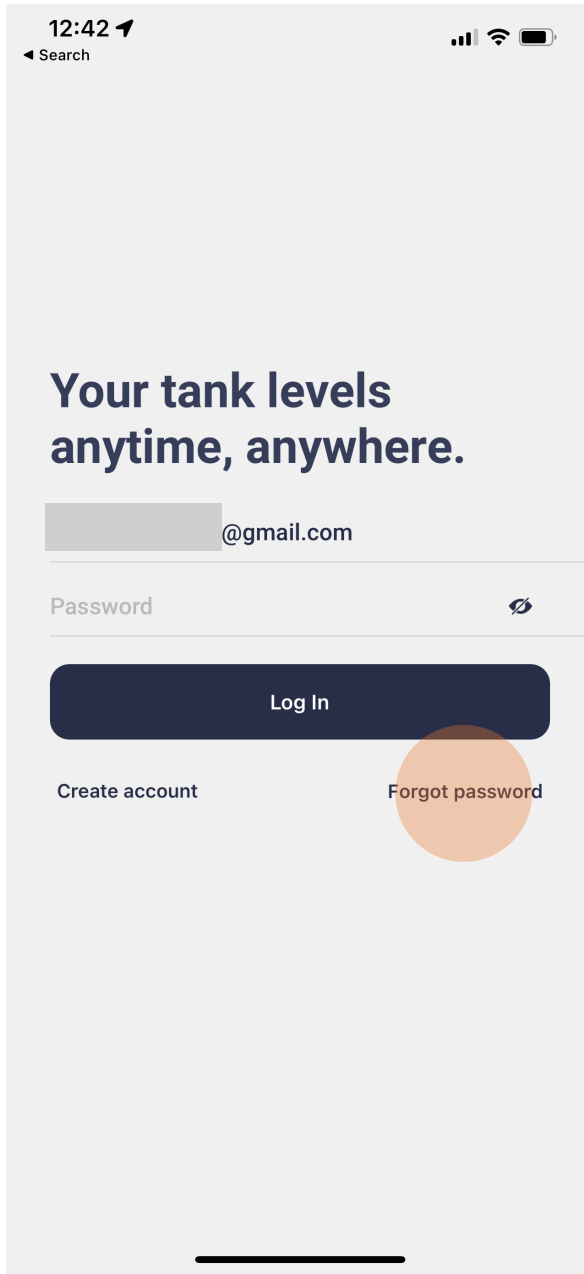 12:42
Search
Your tank levels
anytime, anywhere.
@gmail.com
Password
Log In
Create account
Forgot password